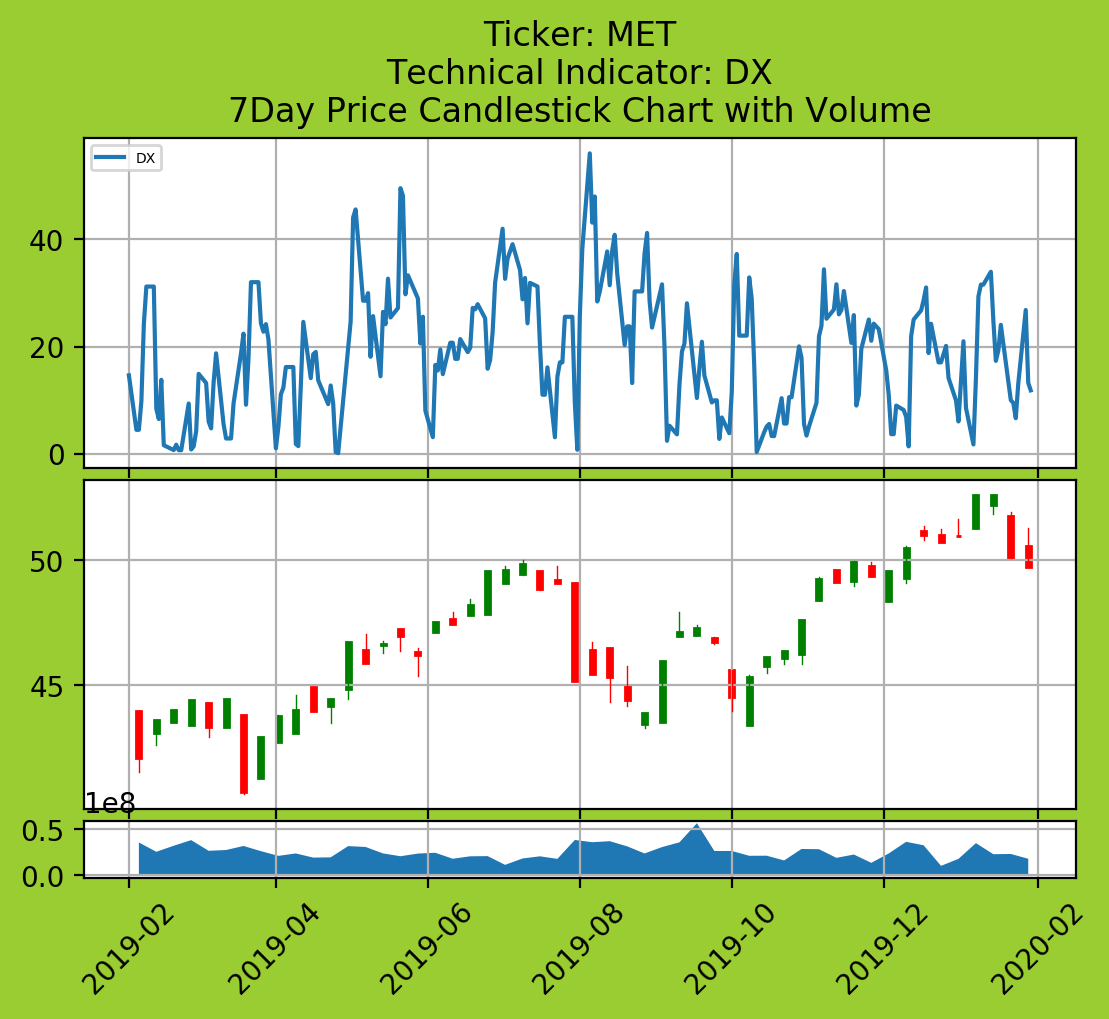 Ticker: MET
Technical Indicator: DX
7Day Price Candlestick Chart with Volume
DX
40
20
0
50
45
1e8
0.5
0.0
2019-02
2019-04
2019-06
2019-08
2019-10
2019-12
2020-02